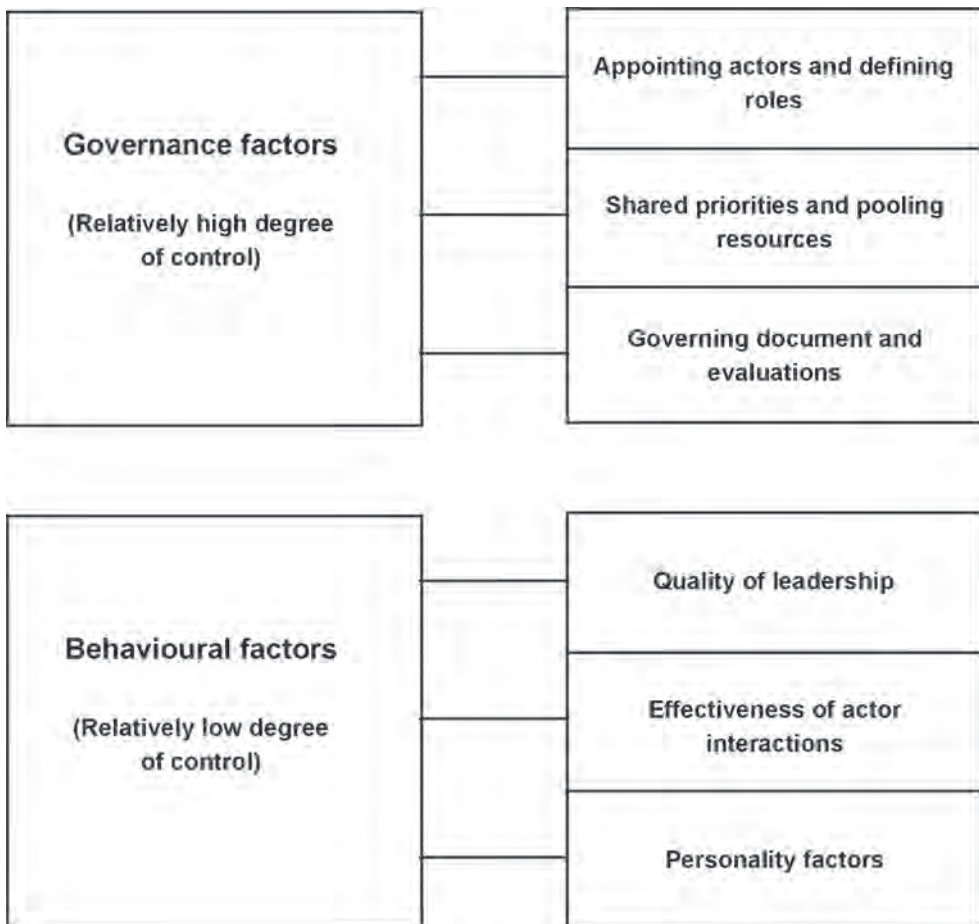 Governance factors
(Relatively high degree
of control)
Appointing actors and defining
roles
Shared priorities and pooling
resources
Governing document and
evaluations
Behavioural factors
(Relatively low degree
of control)
Quality of leadership
Effectiveness of actor
interactions
Personality factors